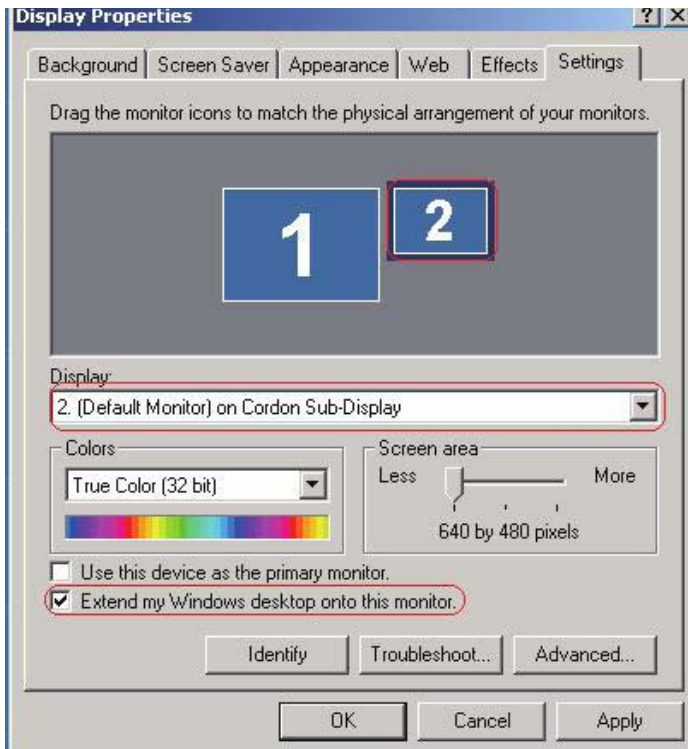 Display Properties
Background Screen Saver Appearance Web Effects Settings
Drag the monitor icons to match the physical arrangement of your monitors.
1 2
Display:
2. (Default Monitor) on Cordon Sub-Display
Colors
True Color (32 bit)
Screen area
Less More
640 by 480 pixels
Use this device as the primary monitor.
Extend my Windows desktop onto this monitor.
Identify Troubleshoot... Advanced...
OK Cancel Apply